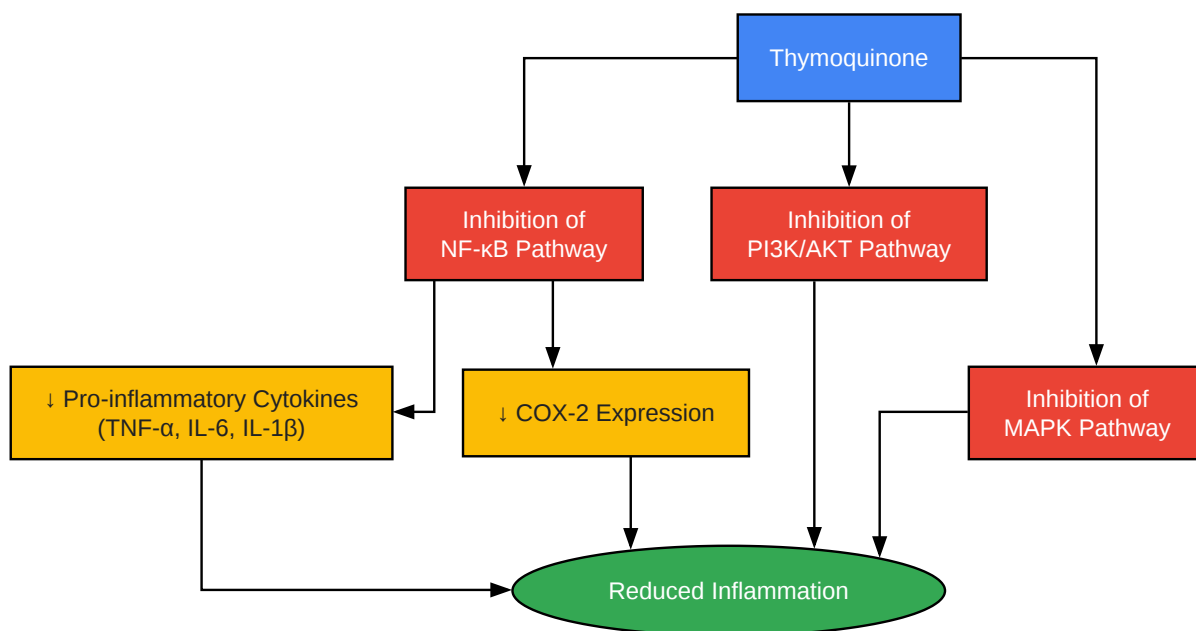 Thymoquinone
Inhibition of
NF-κB Pathway
Inhibition of
PI3K/AKT Pathway
↓ Pro-inflammatory Cytokines
(TNF-α, IL-6, IL-1β)
↓ COX-2 Expression
Inhibition of
MAPK Pathway
Reduced Inflammation